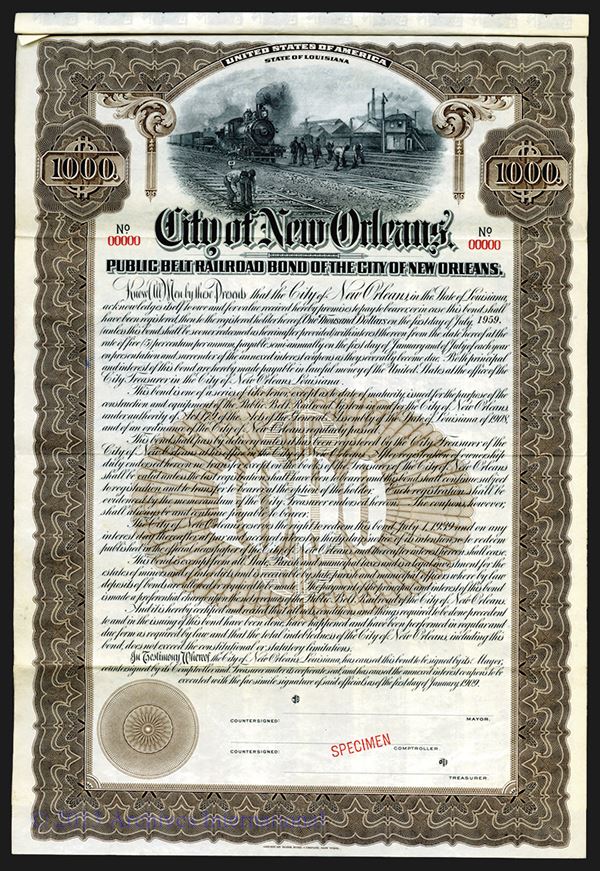 UNITED STATES OF AMERICA
STATE OF LOUISIANA
1000.
1000.
No
00000
No
00000
City of New Orleans,
PUBLIC BELT RAILROAD BOND OF THE CITY OF NEW ORLEANS.
Know All Men by these Presents that the City of New Orleans, in the State of Louisiana,
acknowledges itself to owe and for value received hereby promises to pay to bearer, or in case this bond shall
have been registered, then to the registered holder hereof, One Thousand Dollars on the first day of July, 1959,
(unless this bond shall be sooner redeemed as hereinafter provided) with interest thereon from the date hereof at the
rate of five (5) per centum per annum, payable semi-annually on the first day of January and July of each year
on presentation and surrender of the annexed interest coupons as they severally become due. Both principal
and interest of this bond are hereby made payable in lawful money of the United States at the office of the
City Treasurer in the City of New Orleans, Louisiana.
This bond is one of a series of like tenor, except as to date of maturity, issued for the purpose of the
construction and equipment of the Public Belt Railroad System in and for the City of New Orleans,
under authority of Act of the General Assembly of the State of Louisiana of 1908,
and of an ordinance of the City of New Orleans duly passed
This bond shall pass by delivery unless it has been registered by the City Treasurer of the
City of New Orleans at his office in the City of New Orleans. After registration of ownership
duly endorsed hereon no transfer on the books of the Treasurer of the City of New Orleans
shall be valid unless the last registration shall have been to bearer and this bond shall continue subject
to registration and to transfer to bearer at the option of the holder. Such registration shall be
evidenced by the memorandum of the City Treasurer endorsed hereon. The coupons, however,
shall always be and continue payable to bearer.
The City of New Orleans reserves the right to redeem this bond July 1, 1939 and on any
interest day thereafter at par thirty days notice of its intention so to redeem
published in the official newspaper of the City of New Orleans, and thereafter interest hereon shall cease.
This bond is exempt from all State, Parish and municipal taxes and is a legal investment for the
estates of minors and of interdicts and is receivable by state, parish and municipal officers where by law
deposits of bonds are allowed or required to be made. The payment of the principal and interest of this bond
is made a preferential charge upon the net revenue of the Public Belt Railroad of the City of New Orleans.
And it is hereby certified and recited that all acts, conditions and things required to be done precedent
to and in the issuing of this bond have been done, have happened and have been performed in regular and
due form as required by law and that the total indebtedness of the City of New Orleans, including this
bond, does not exceed the constitutional or statutory limitations.
In Testimony Whereof, the City of New Orleans, Louisiana, has caused this bond to be signed by its Mayor,
countersigned by its Comptroller and Treasurer under its corporate seal, and has caused the annexed interest coupons to be
executed with the fac-simile signature of said officials as of the first day of January, 1909.
COUNTERSIGNED:
MAYOR.
COUNTERSIGNED:
SPECIMEN
COMPTROLLER.
TREASURER.